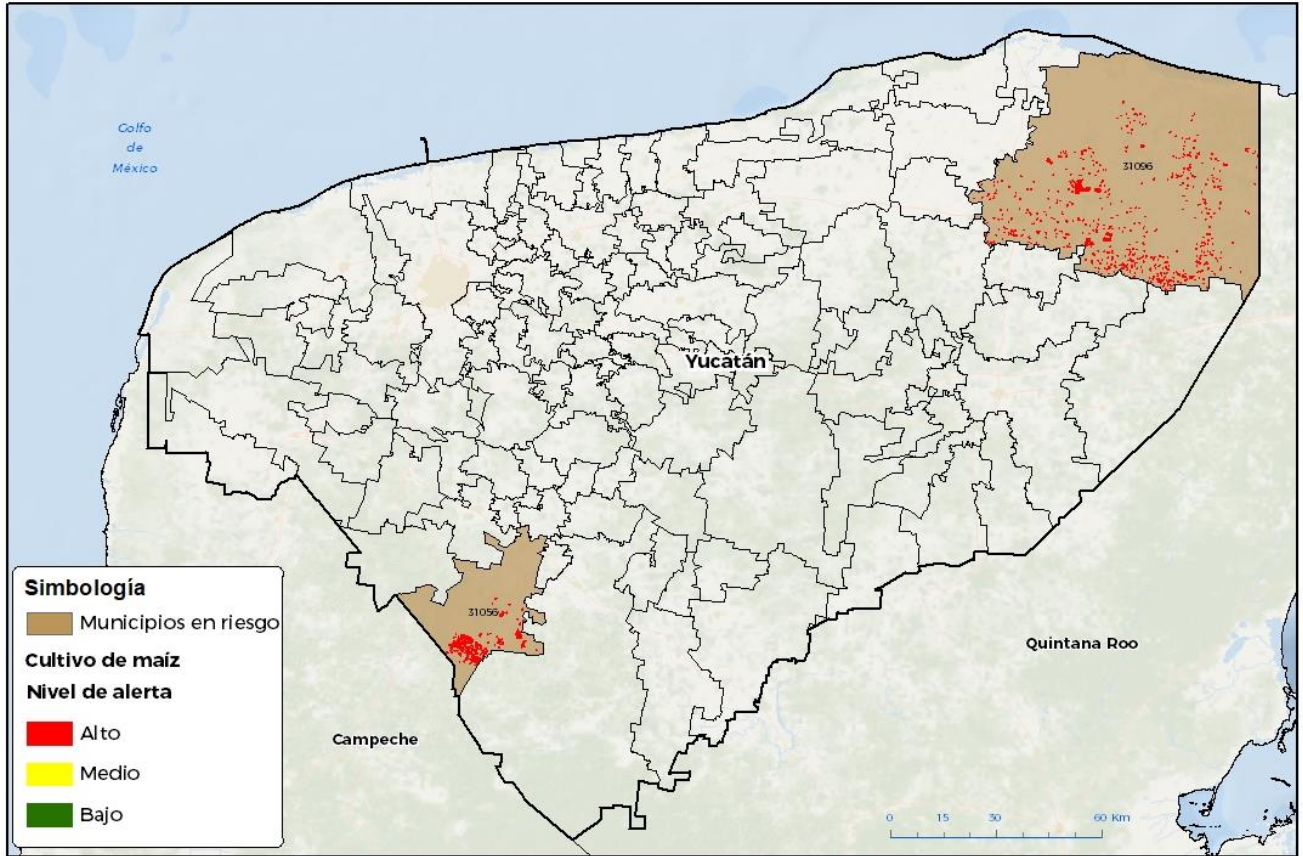 Golfo
de
México
31096
Yucatán
31056
Quintana Roo
Campeche
Simbología
Municipios en riesgo
Cultivo de maíz
Nivel de alerta
Alto
Medio
Bajo
0 15 30 60 Km